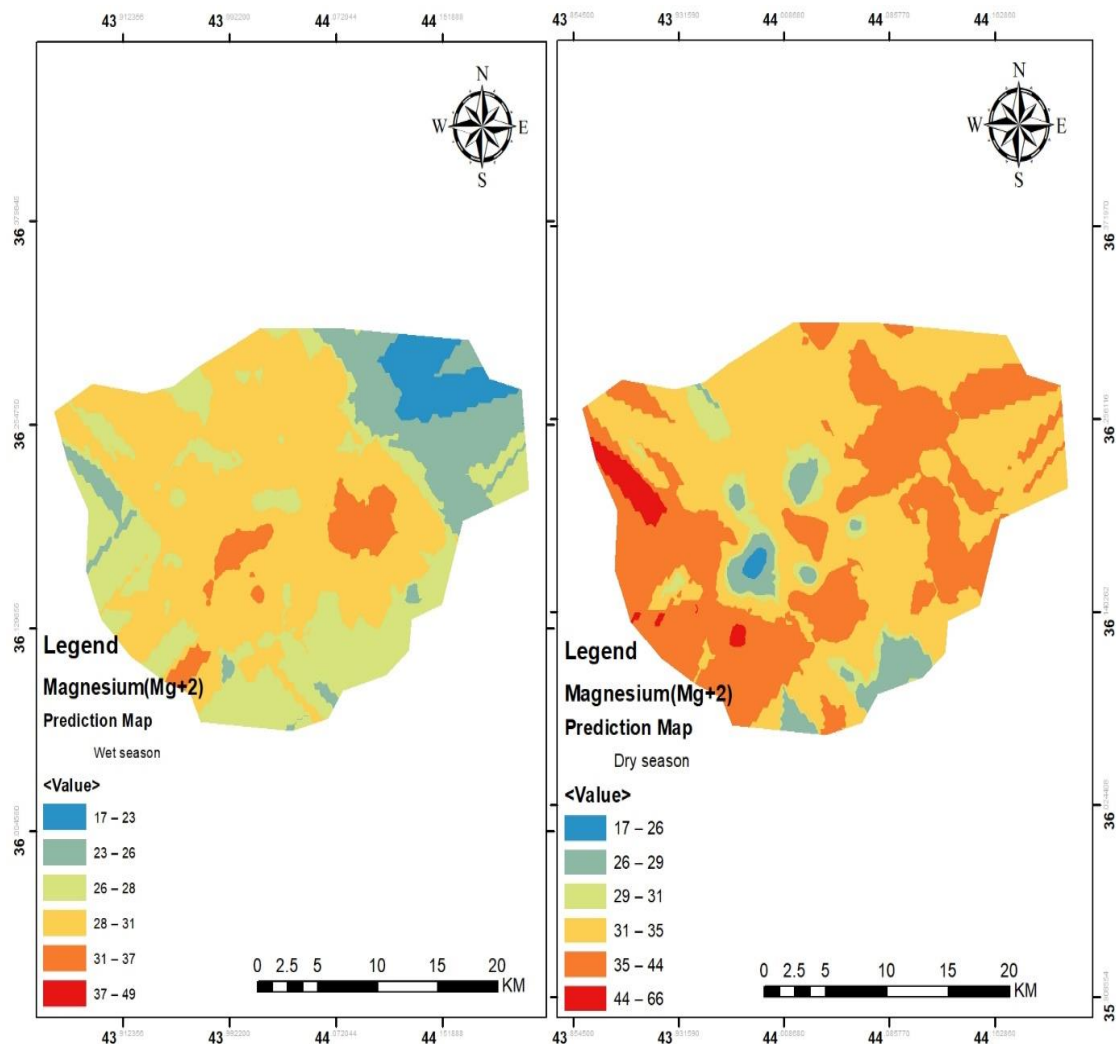 43 44 44
43 43 44 44 44
N
W E
S
N
W E
S
36
36
36
36
36
36
36
36
35
Legend
Magnesium(Mg+2)
Prediction Map
Wet season
<Value>
17 – 23
23 – 26
26 – 28
28 – 31
31 – 37
37 – 49
0 2.5 5 10 15 20
KM
Legend
Magnesium(Mg+2)
Prediction Map
Dry season
<Value>
17 – 26
26 – 29
29 – 31
31 – 35
35 – 44
44 – 66
0 2.5 5 10 15 20
KM
43 43 44 44
43 43 44 44 44